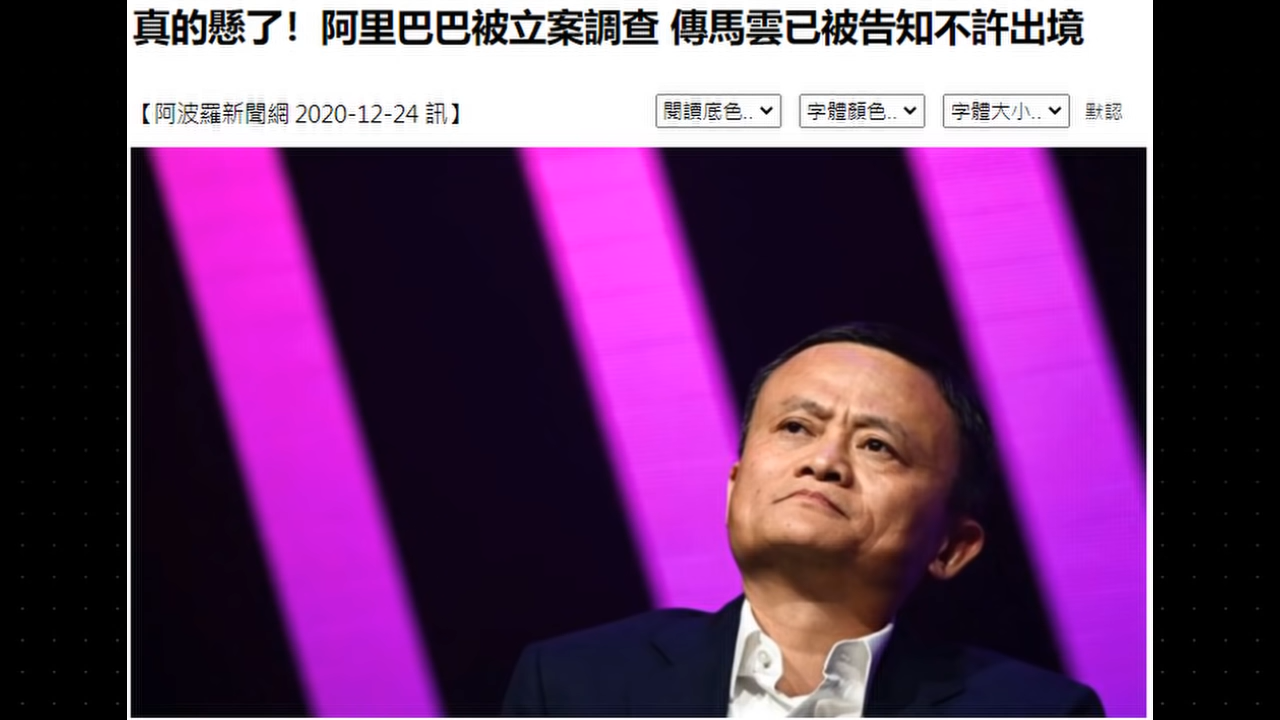 真的懸了！阿里巴巴被立案調查 傳馬雲已被告知不許出境
【阿波羅新聞網 2020-12-24 訊】 閱讀底色.. 字體顏色.. 字體大小.. 默認